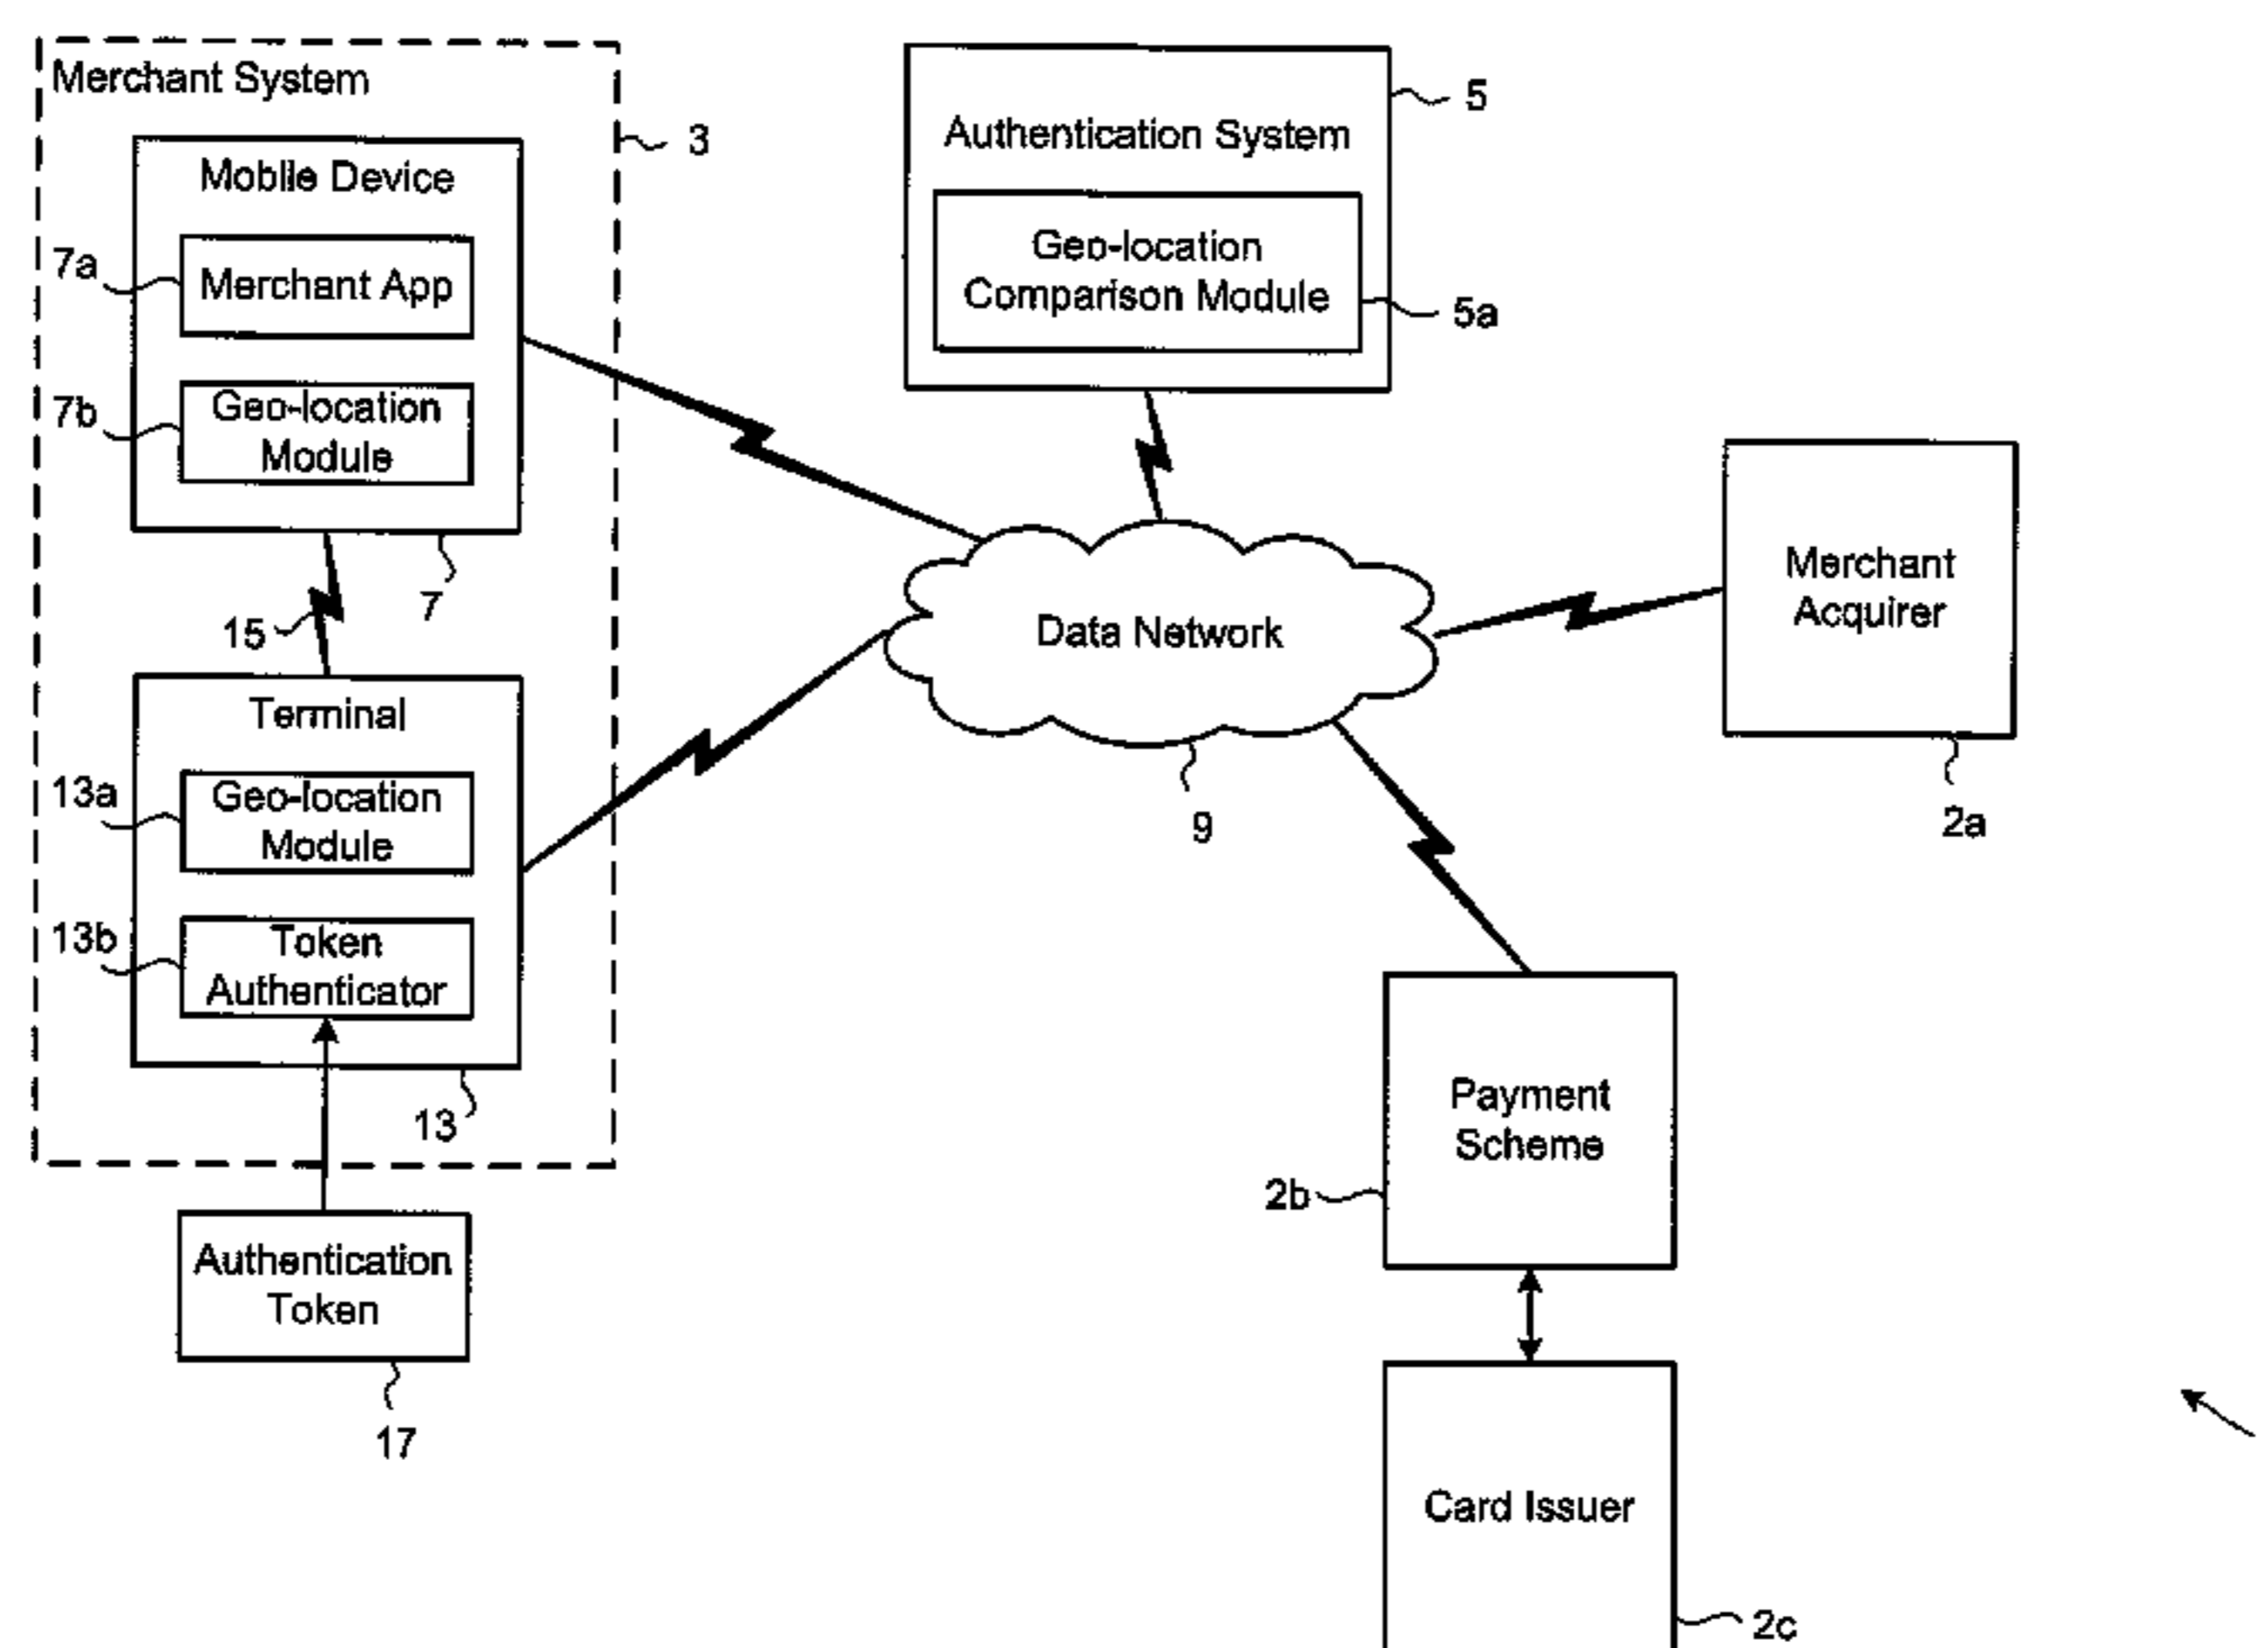 Merchant System
3
Mobile Device
7a
Merchant App
7b
Geo-location
Module
7
15
Terminal
13a
Geo-location
Module
13b
Token
Authenticator
13
Authentication
Token
17
Authentication System
5
Geo-location
Comparison Module
5a
Data Network
9
Merchant
Acquirer
2a
Payment
Scheme
2b
Card Issuer
2c